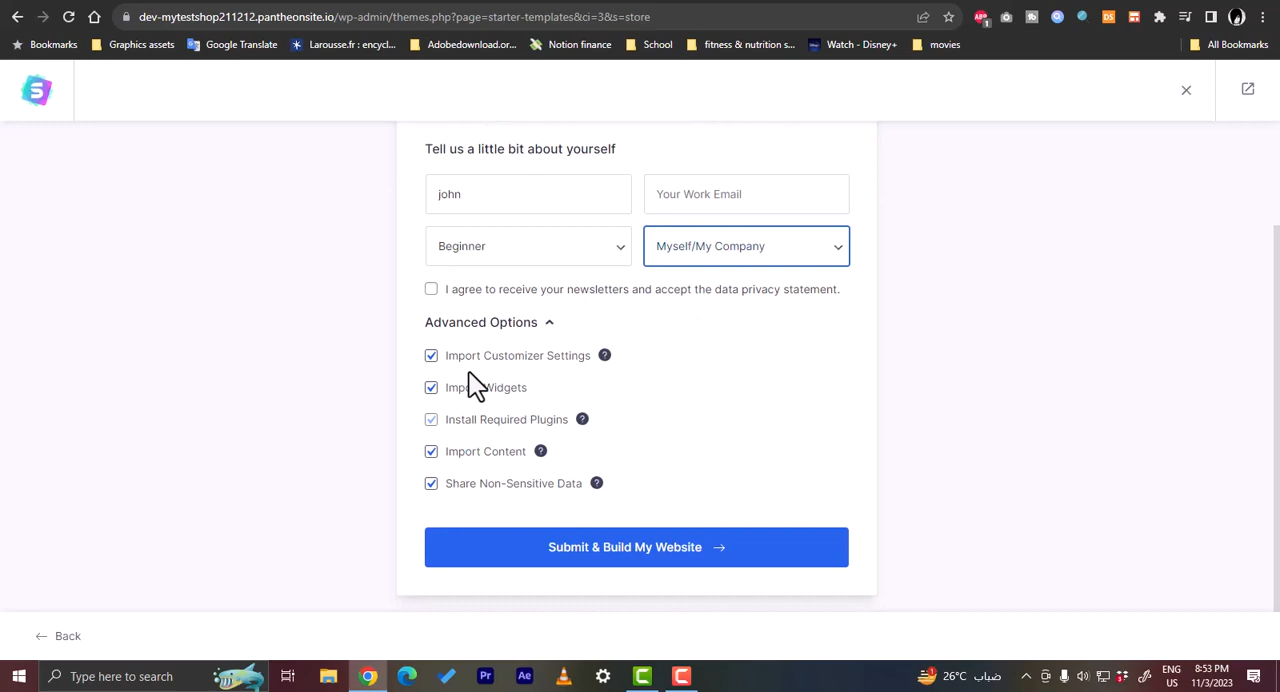 dev-mytestshop211212.pantheonsite.io/wp-admin/themes.php?page=starter-templates&ci=3&s=store
Bookmarks Graphics assets Google Translate Larousse.fr : encycl... Adobedownload.or... Notion finance School fitness & nutrition s... Watch - Disney+ movies All Bookmarks
Tell us a little bit about yourself
john Your Work Email
Beginner Myself/My Company
I agree to receive your newsletters and accept the data privacy statement.
Advanced Options
Import Customizer Settings ?
Widgets
Install Required Plugins ?
Import Content ?
Share Non-Sensitive Data ?
Submit & Build My Website →
← Back
Type here to search
26°C ضباب
ENG
US
8:53 PM
11/3/2023